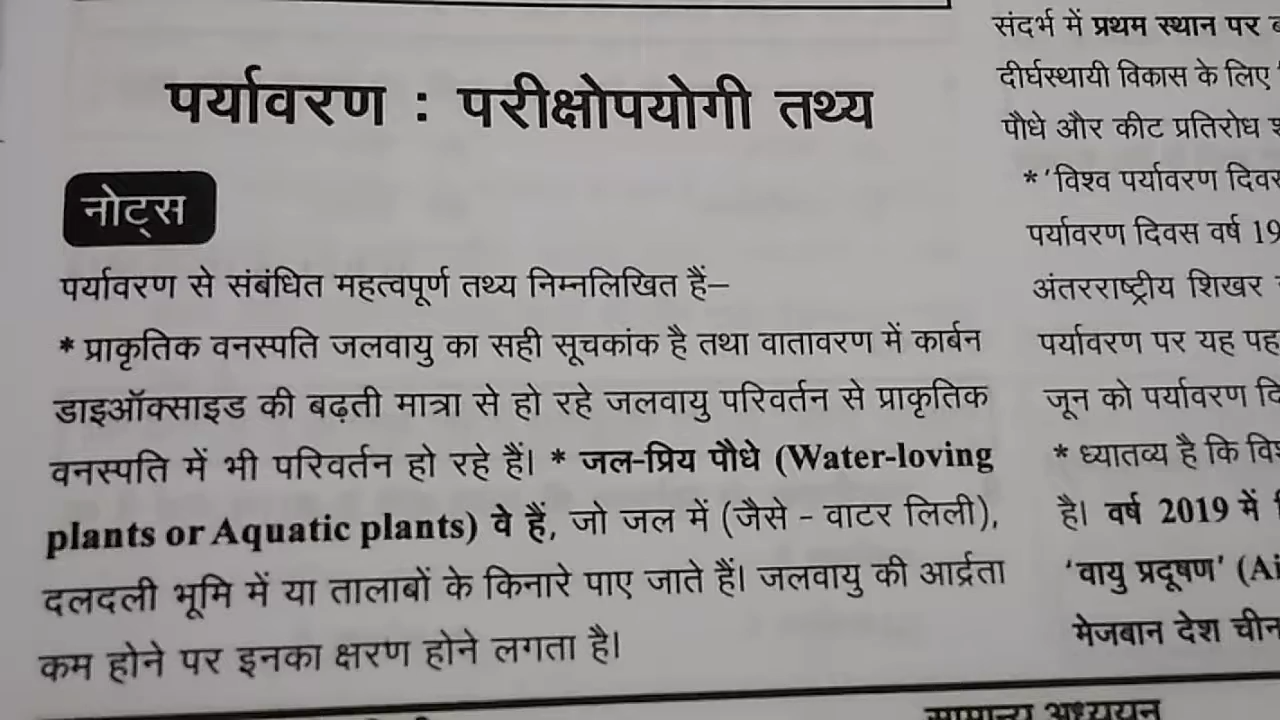 पर्यावरण : परीक्षोपयोगी तथ्य
नोट्स
पर्यावरण से संबंधित महत्वपूर्ण तथ्य निम्नलिखित हैं–
* प्राकृतिक वनस्पति जलवायु का सही सूचकांक है तथा वातावरण में कार्बन
डाइऑक्साइड की बढ़ती मात्रा से हो रहे जलवायु परिवर्तन से प्राकृतिक
वनस्पति में भी परिवर्तन हो रहे हैं। * जल-प्रिय पौधे (Water-loving
plants or Aquatic plants) वे हैं, जो जल में (जैसे - वाटर लिली),
दलदली भूमि में या तालाबों के किनारे पाए जाते हैं। जलवायु की आर्द्रता
कम होने पर इनका क्षरण होने लगता है।
संदर्भ में प्रथम स्थान पर
दीर्घस्थायी विकास के लिए
पौधे और कीट प्रतिरोध
* 'विश्व पर्यावरण दिवस
पर्यावरण दिवस वर्ष 19
अंतरराष्ट्रीय शिखर
पर्यावरण पर यह पह
जून को पर्यावरण दि
* ध्यातव्य है कि विश
है। वर्ष 2019 में
'वायु प्रदूषण' (Ai
मेजबान देश चीन
सामान्य अध्ययन